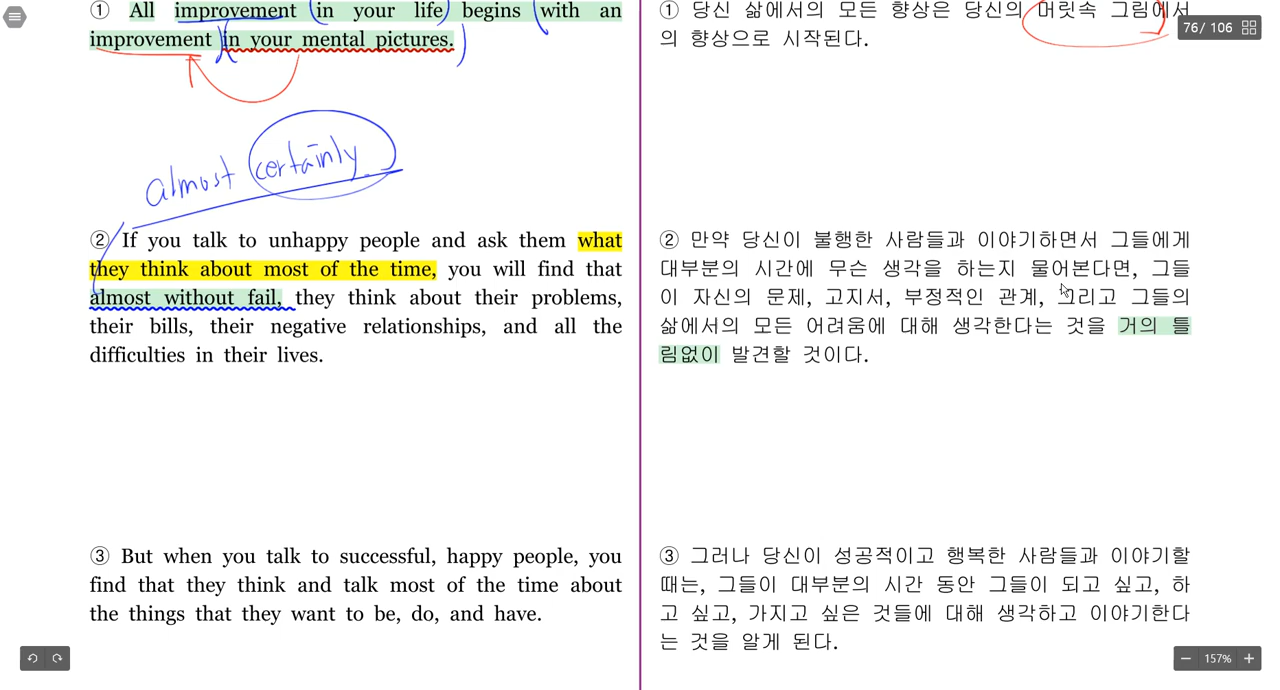 ① All improvement in your life begins with an
improvement in your mental pictures.
almost certainly
② If you talk to unhappy people and ask them what
they think about most of the time, you will find that
almost without fail, they think about their problems,
their bills, their negative relationships, and all the
difficulties in their lives.
③ But when you talk to successful, happy people, you
find that they think and talk most of the time about
the things that they want to be, do, and have.
① 당신 삶에서의 모든 향상은 당신의 머릿속 그림에서
의 향상으로 시작된다.
② 만약 당신이 불행한 사람들과 이야기하면서 그들에게
대부분의 시간에 무슨 생각을 하는지 물어본다면, 그들
이 자신의 문제, 고지서, 부정적인 관계, 그리고 그들의
삶에서의 모든 어려움에 대해 생각한다는 것을 거의 틀
림없이 발견할 것이다.
③ 그러나 당신이 성공적이고 행복한 사람들과 이야기할
때는, 그들이 대부분의 시간 동안 그들이 되고 싶고, 하
고 싶고, 가지고 싶은 것들에 대해 생각하고 이야기한다
는 것을 알게 된다.
76/ 106
157%